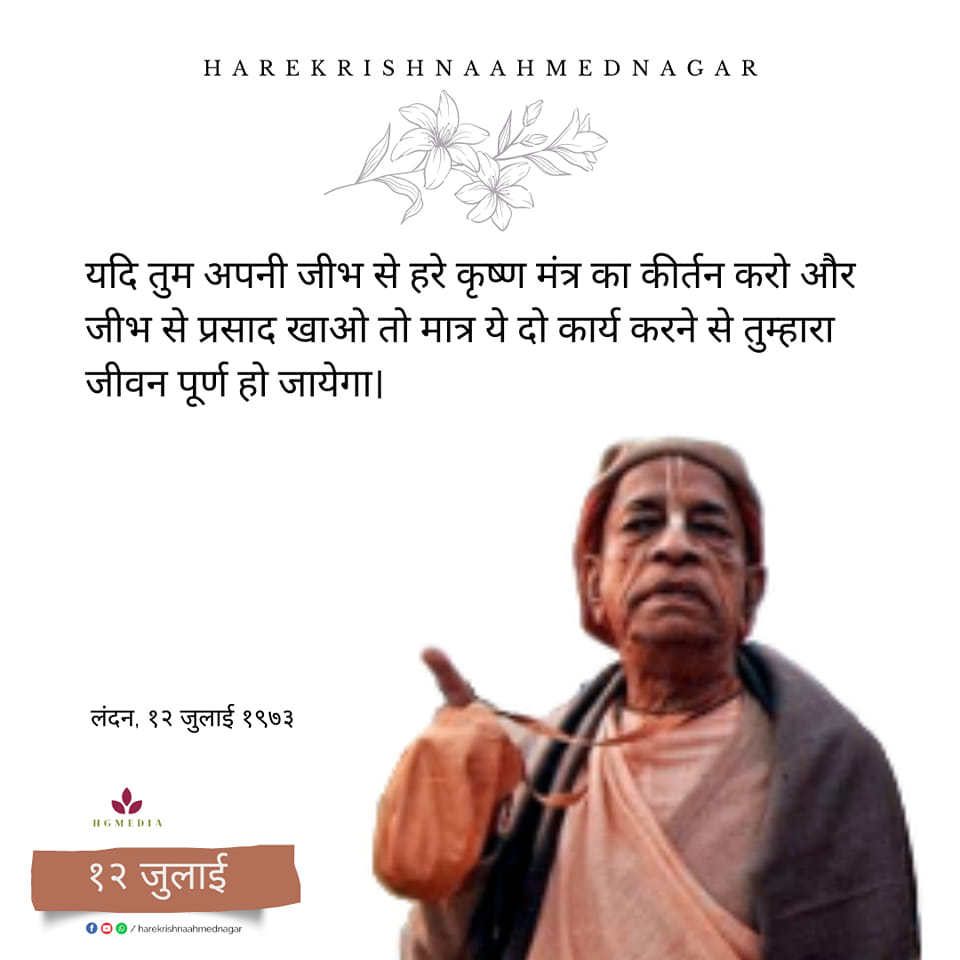 HAREKRISHNAAHMEDNAGAR
यदि तुम अपनी जीभ से हरे कृष्ण मंत्र का कीर्तन करो और
जीभ से प्रसाद खाओ तो मात्र ये दो कार्य करने से तुम्हारा
जीवन पूर्ण हो जायेगा।
लंदन, १२ जुलाई १९७३
HGMEDIA
१२ जुलाई
/ harekrishnaahmednagar